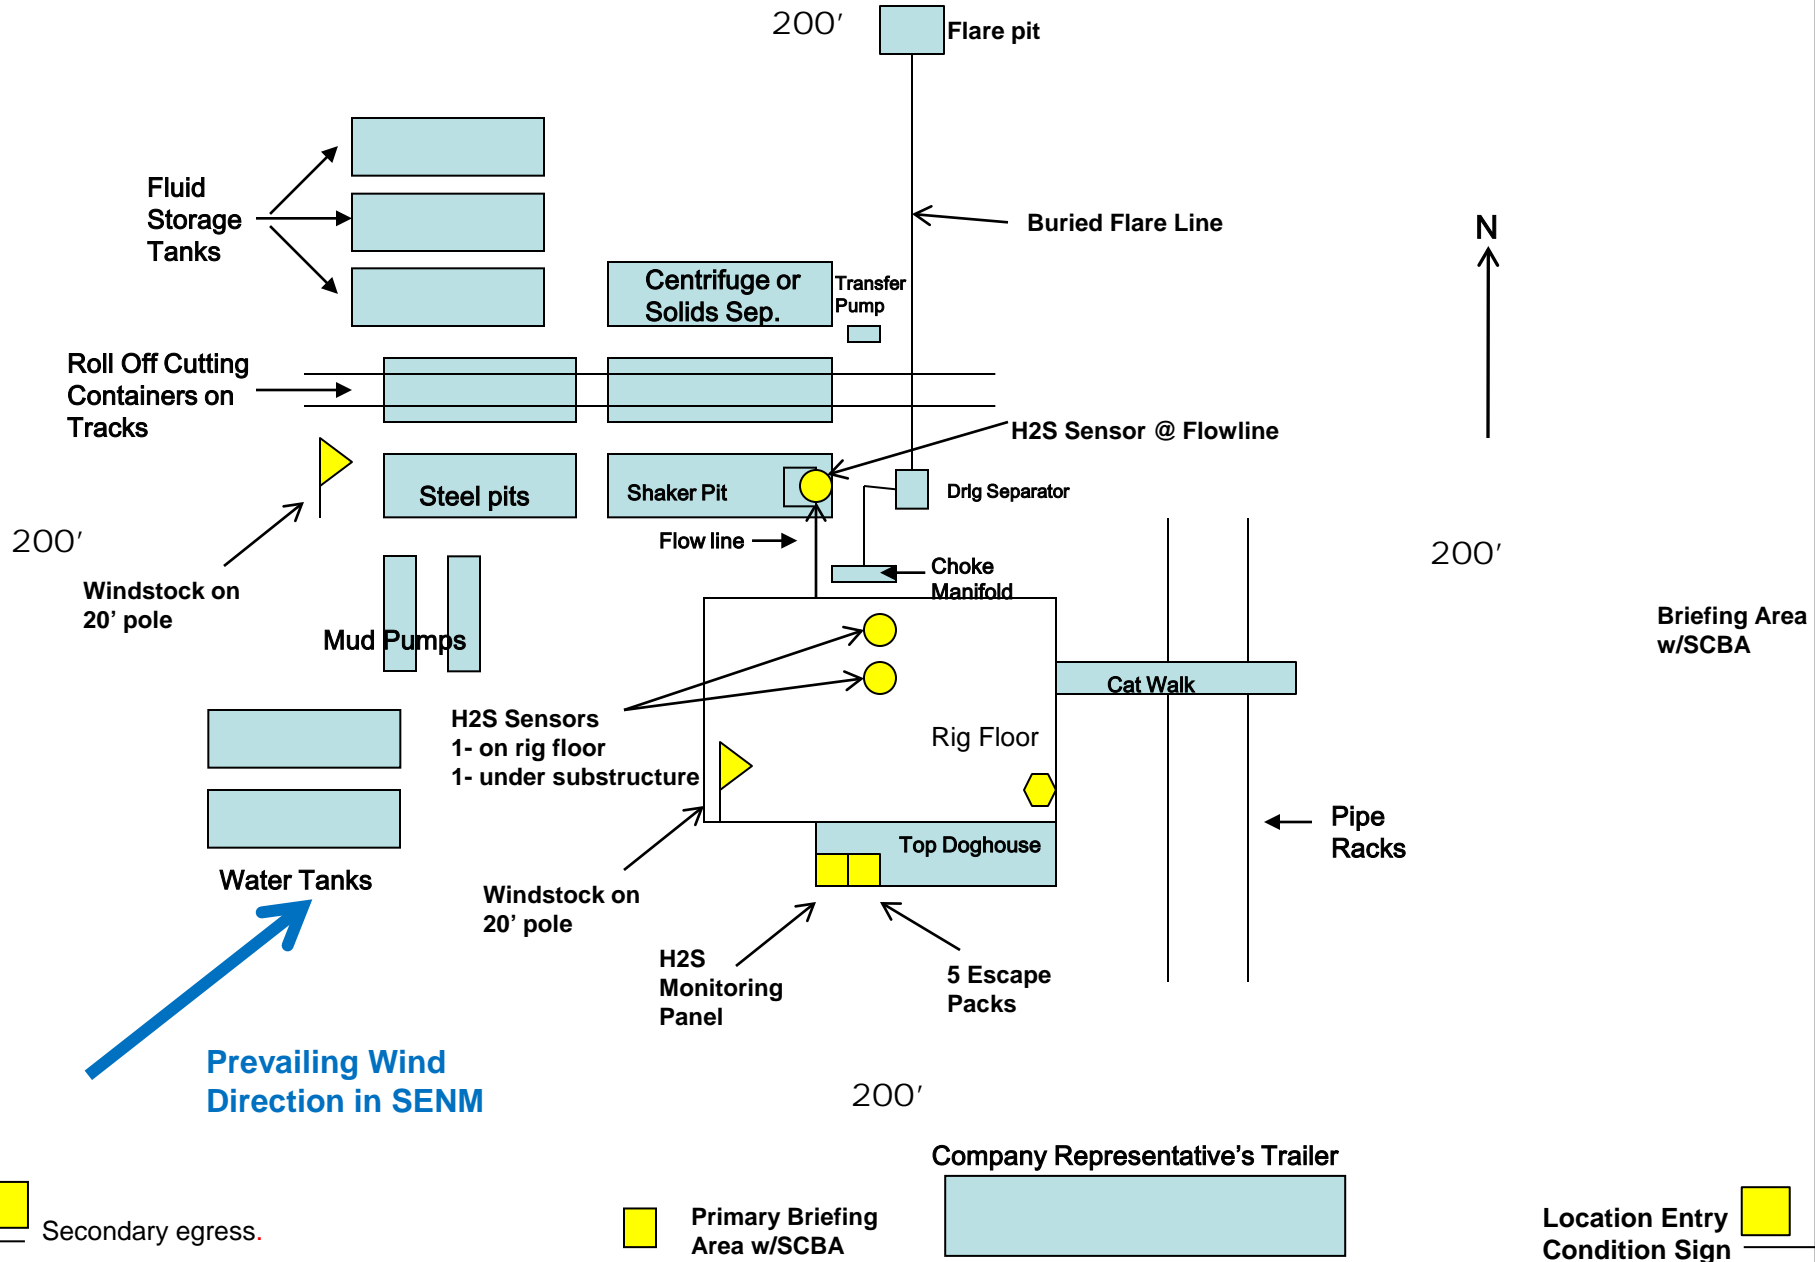 200'
Flare pit
Fluid
Storage
Tanks
Buried Flare Line
N
Centrifuge or
Solids Sep.
Transfer
Pump
Roll Off Cutting
Containers on
Tracks
H2S Sensor @ Flowline
Steel pits
Shaker Pit
Drlg Separator
200'
Flow line
200'
Choke
Manifold
Windstock on
20' pole
Mud Pumps
Briefing Area
w/SCBA
Cat Walk
H2S Sensors
1- on rig floor
1- under substructure
Rig Floor
Pipe
Racks
Top Doghouse
Water Tanks
Windstock on
20' pole
H2S
Monitoring
Panel
5 Escape
Packs
Prevailing Wind
Direction in SENM
200'
Company Representative's Trailer
Secondary egress.
Primary Briefing
Area w/SCBA
Location Entry
Condition Sign